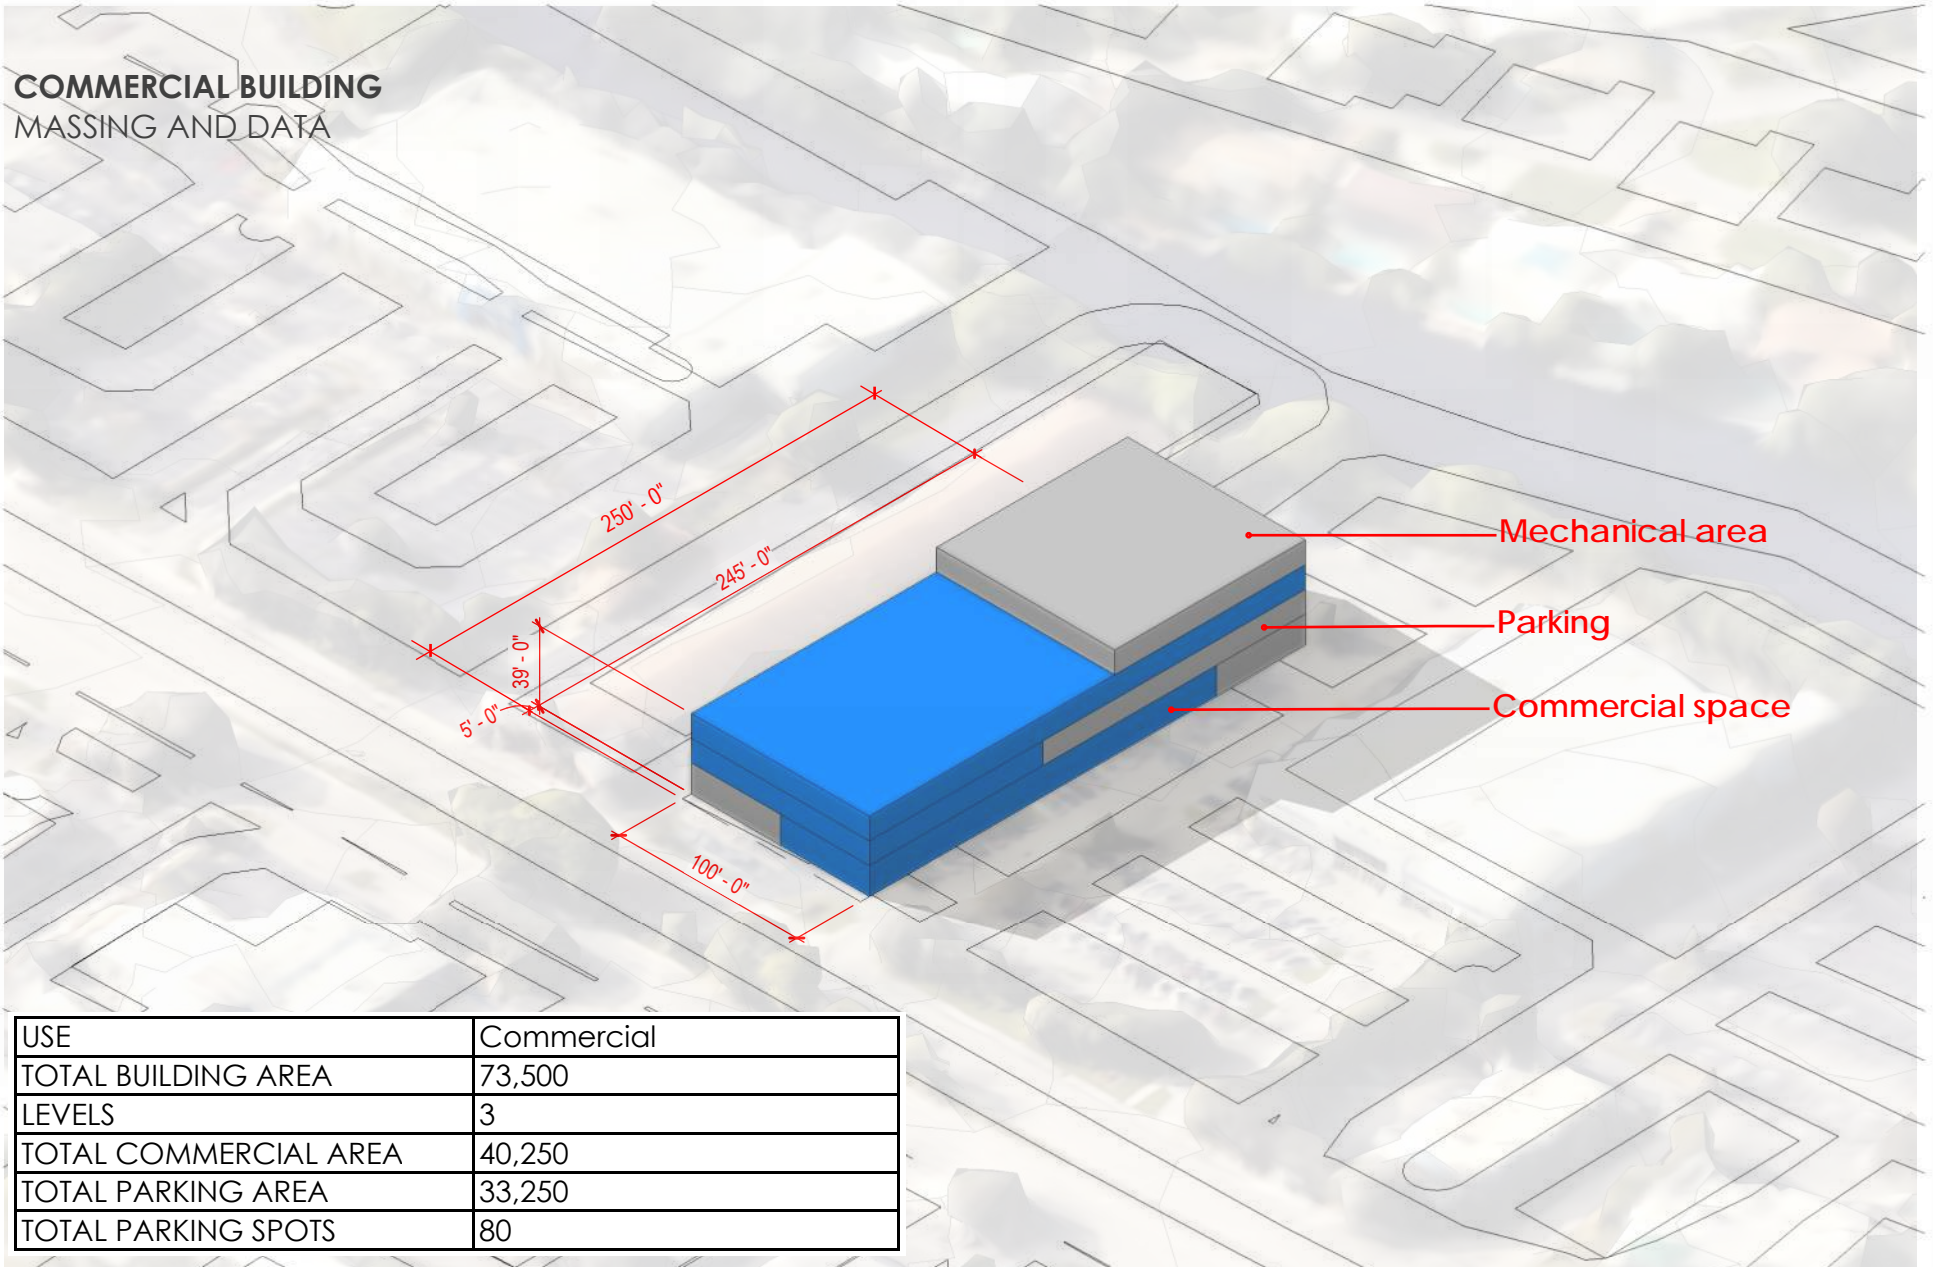 COMMERCIAL BUILDING
MASSING AND DATA
250' - 0"
245' - 0"
39' - 0"
5' - 0"
100' - 0"
Mechanical area
Parking
Commercial space
USE Commercial
TOTAL BUILDING AREA 73,500
LEVELS 3
TOTAL COMMERCIAL AREA 40,250
TOTAL PARKING AREA 33,250
TOTAL PARKING SPOTS 80